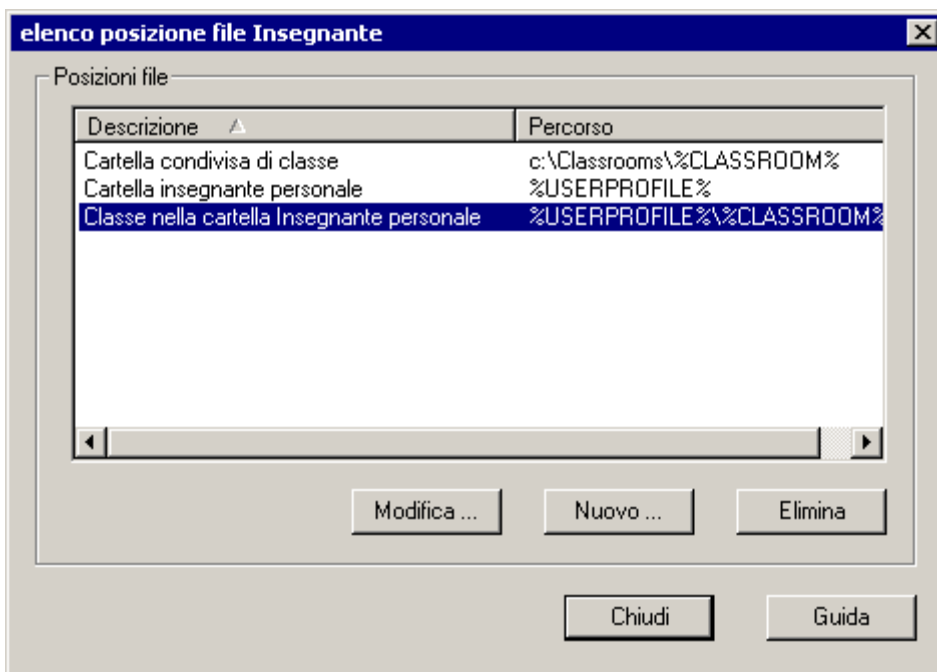 elenco posizione file Insegnante
Posizioni file
Descrizione Percorso
Cartella condivisa di classe c:\Classrooms\%CLASSROOM%
Cartella insegnante personale %USERPROFILE%
Classe nella cartella Insegnante personale %USERPROFILE%\%CLASSROOM%
Modifica ... Nuovo ... Elimina
Chiudi Guida